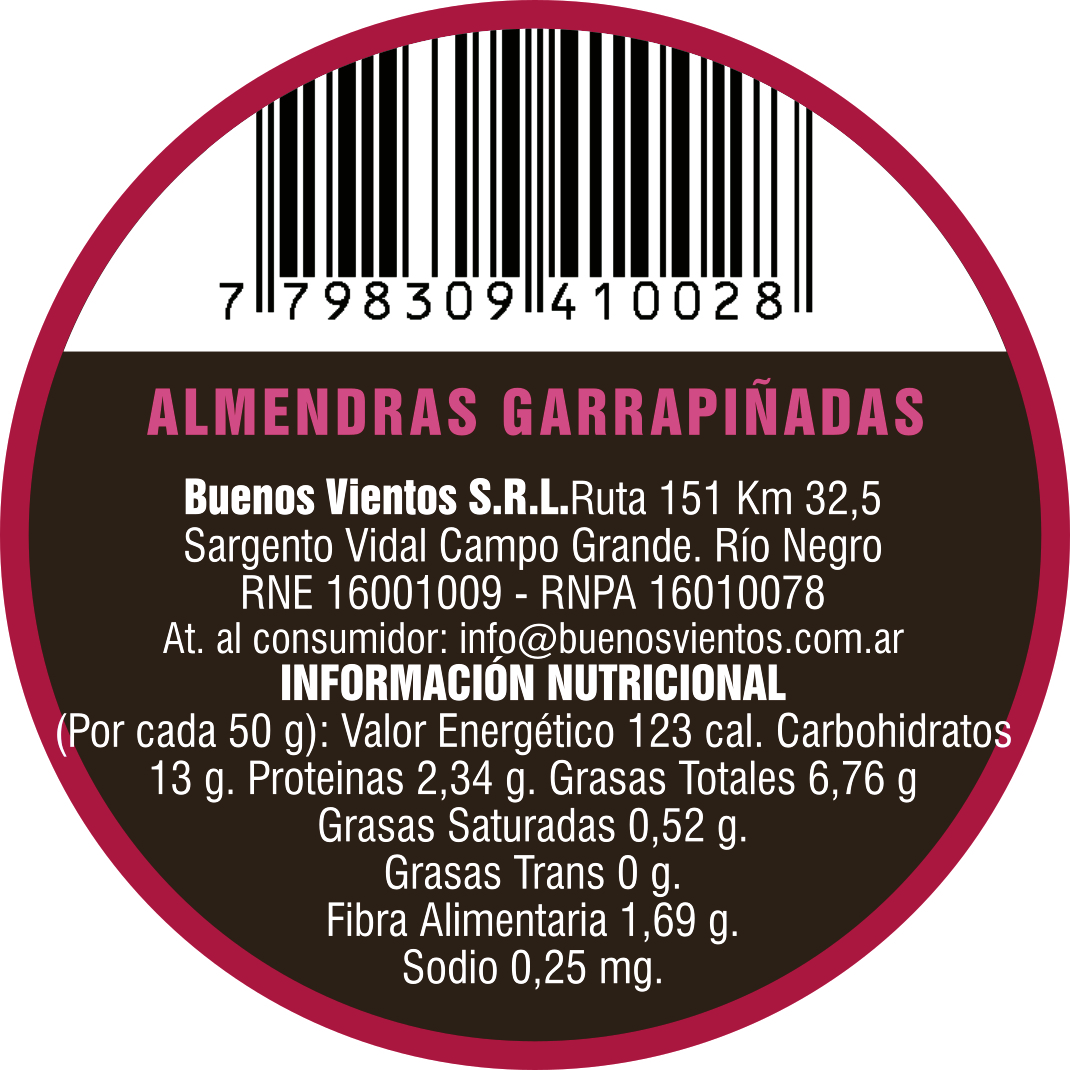 7 798309 410028
ALMENDRAS GARRAPIÑADAS
Buenos Vientos S.R.L.Ruta 151 Km 32,5
Sargento Vidal Campo Grande. Río Negro
RNE 16001009 - RNPA 16010078
At. al consumidor: info@buenosvientos.com.ar
INFORMACIÓN NUTRICIONAL
(Por cada 50 g): Valor Energético 123 cal. Carbohidratos
13 g. Proteinas 2,34 g. Grasas Totales 6,76 g
Grasas Saturadas 0,52 g.
Grasas Trans 0 g.
Fibra Alimentaria 1,69 g.
Sodio 0,25 mg.